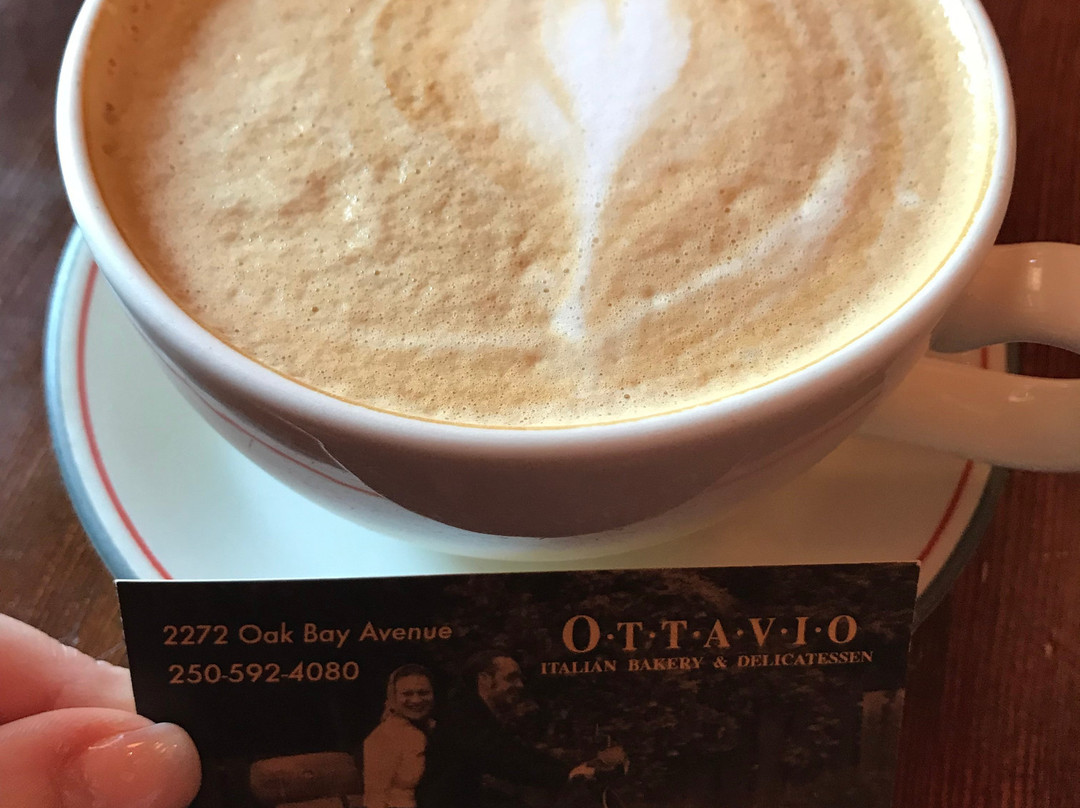 2272 Oak Bay Avenue
250-592-4080
O·T·T·A·V·I·O
ITALIAN BAKERY & DELICATESSEN